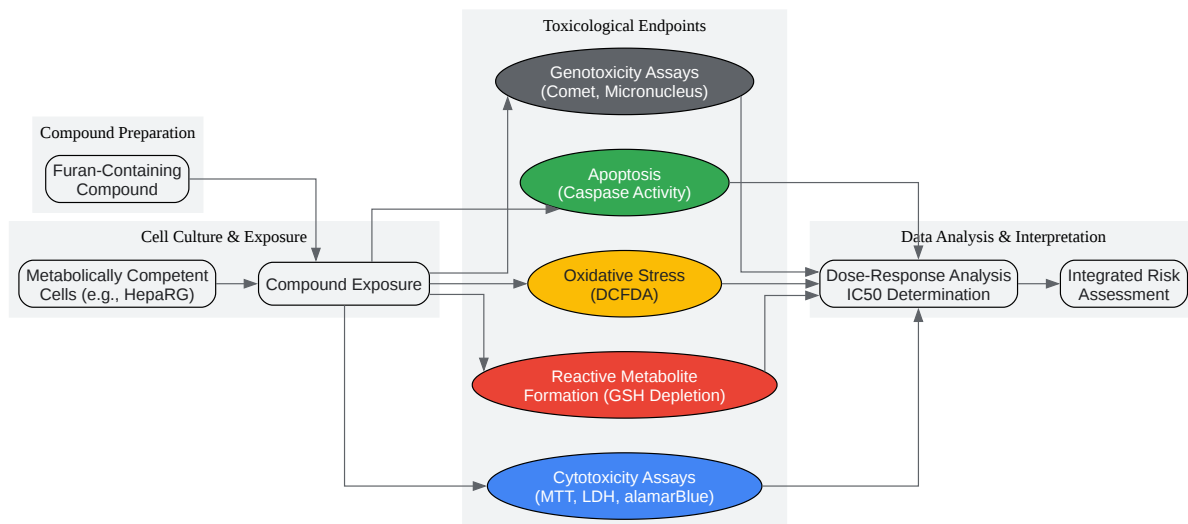 Toxicological Endpoints
Genotoxicity Assays
(Comet, Micronucleus)
Compound Preparation
Furan-Containing
Compound
Apoptosis
(Caspase Activity)
Cell Culture & Exposure
Metabolically Competent
Cells (e.g., HepaRG)
Compound Exposure
Oxidative Stress
(DCFDA)
Data Analysis & Interpretation
Dose-Response Analysis
IC50 Determination
Integrated Risk
Assessment
Reactive Metabolite
Formation (GSH Depletion)
Cytotoxicity Assays
(MTT, LDH, alamarBlue)